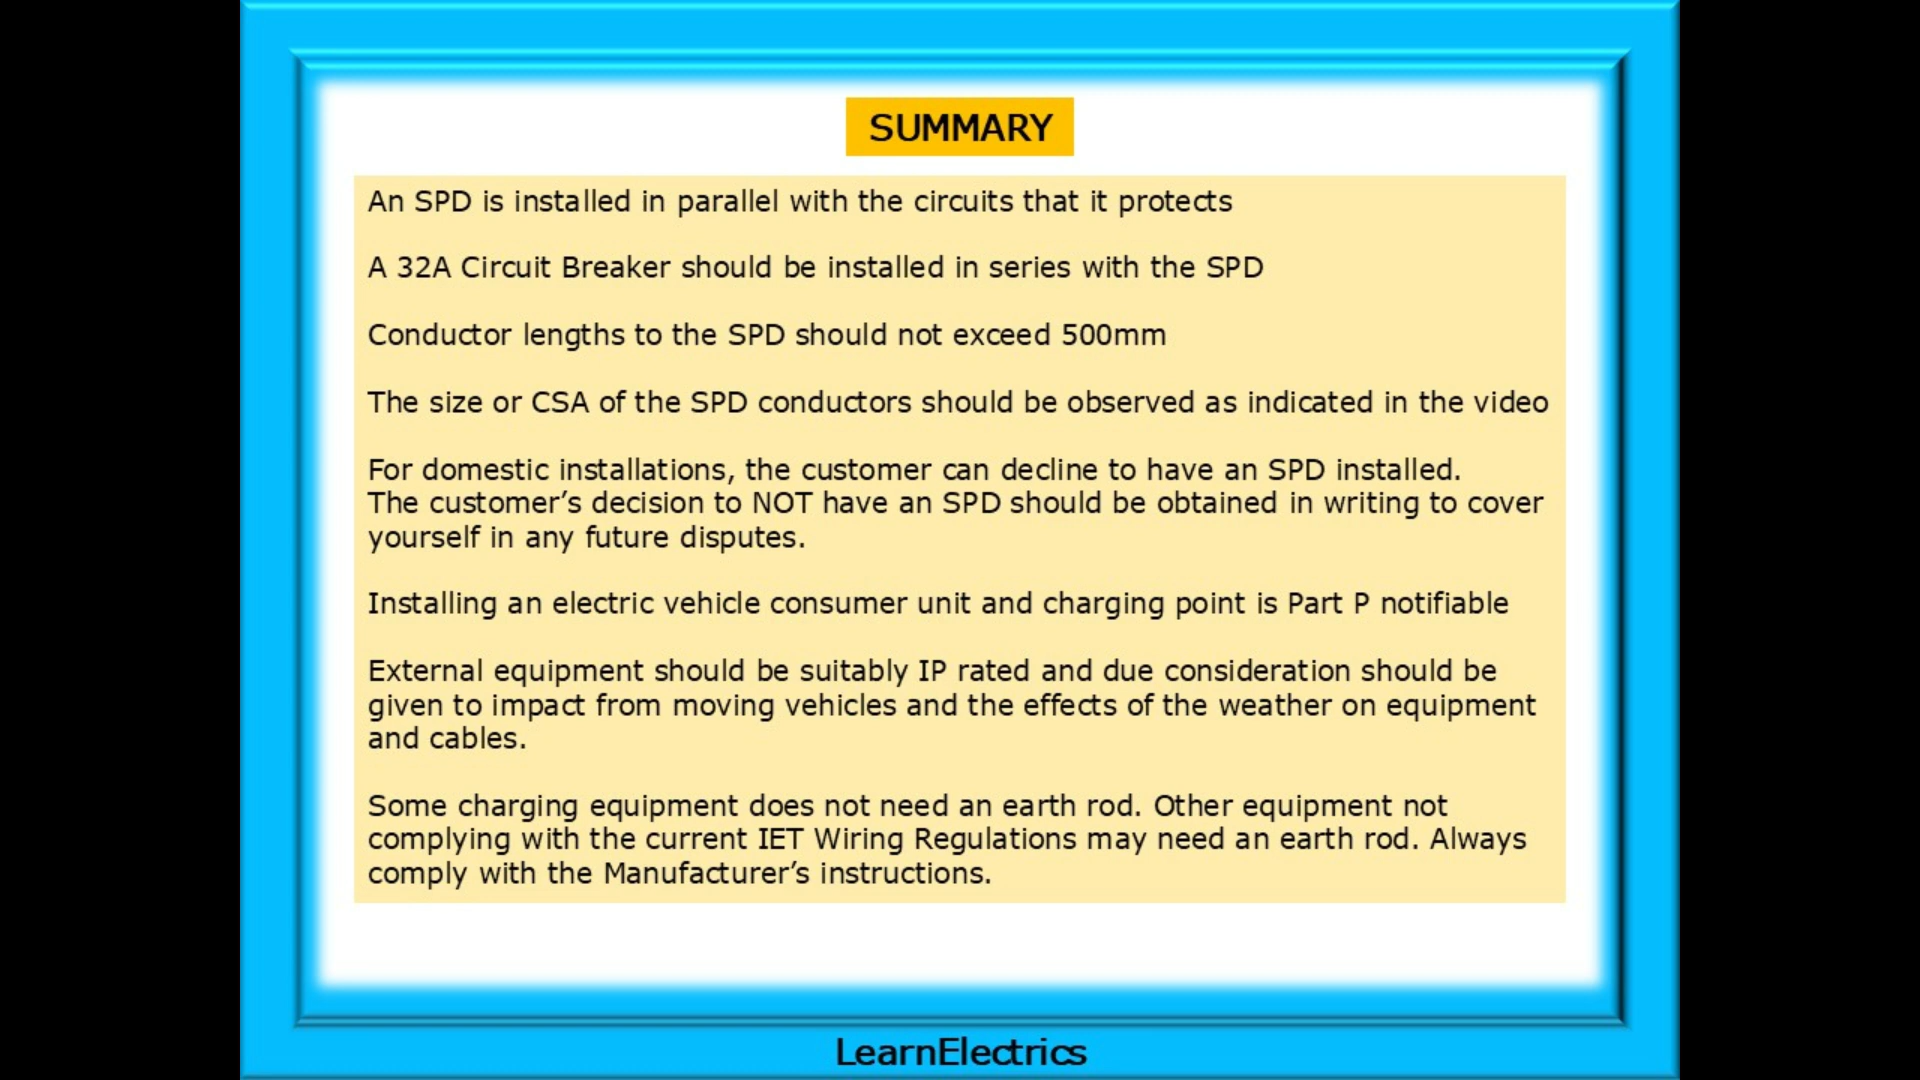 SUMMARY
An SPD is installed in parallel with the circuits that it protects
A 32A Circuit Breaker should be installed in series with the SPD
Conductor lengths to the SPD should not exceed 500mm
The size or CSA of the SPD conductors should be observed as indicated in the video
For domestic installations, the customer can decline to have an SPD installed.
The customer’s decision to NOT have an SPD should be obtained in writing to cover
yourself in any future disputes.
Installing an electric vehicle consumer unit and charging point is Part P notifiable
External equipment should be suitably IP rated and due consideration should be
given to impact from moving vehicles and the effects of the weather on equipment
and cables.
Some charging equipment does not need an earth rod. Other equipment not
complying with the current IET Wiring Regulations may need an earth rod. Always
comply with the Manufacturer’s instructions.
LearnElectrics